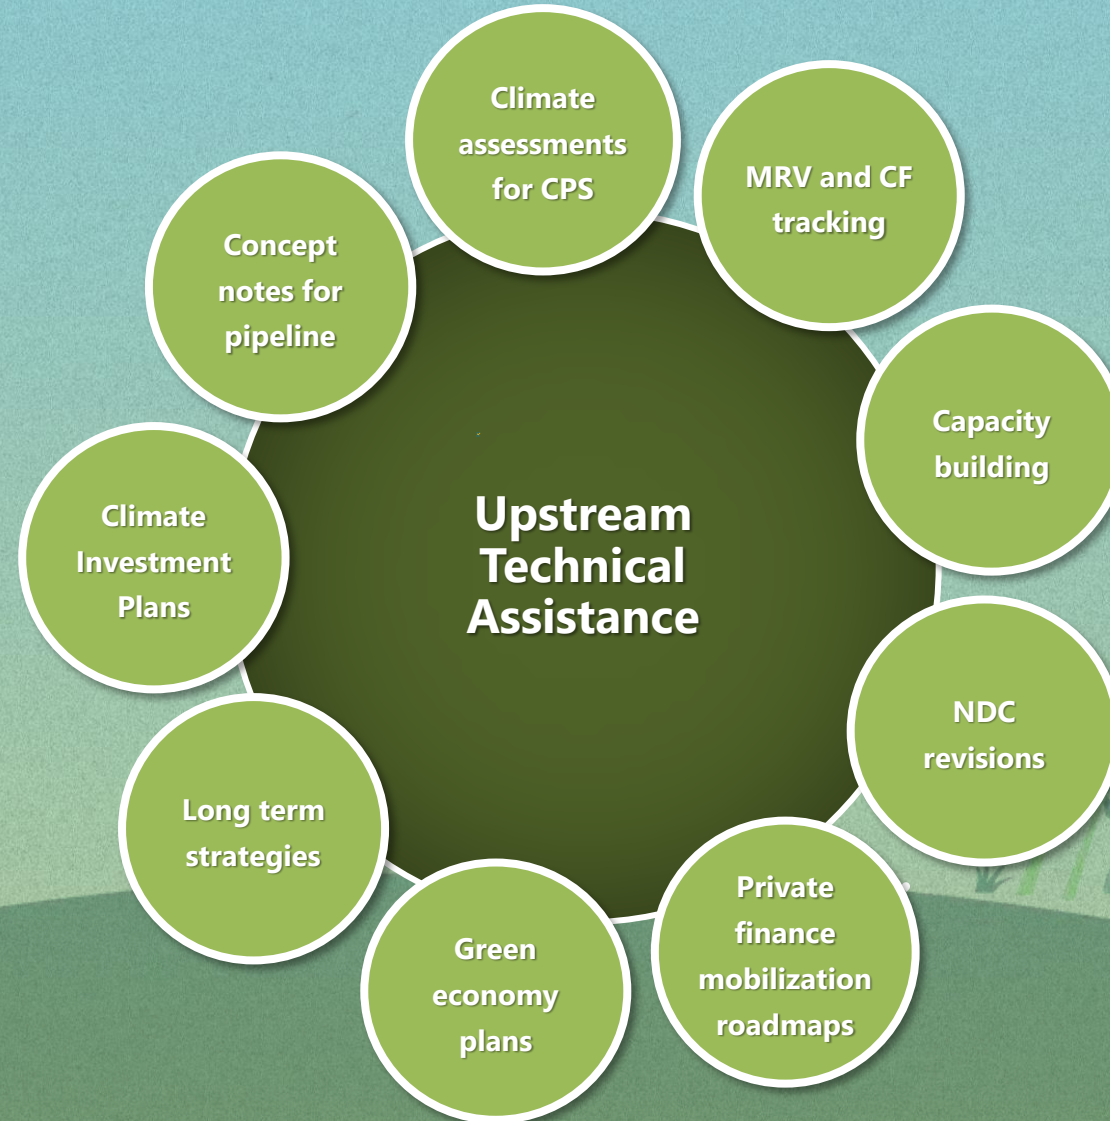 Climate
assessments
for CPS
MRV and CF
tracking
Concept
notes for
pipeline
Capacity
building
Upstream
Technical
Assistance
Climate
Investment
Plans
NDC
revisions
Long term
strategies
Private
finance
mobilization
roadmaps
Green
economy
plans